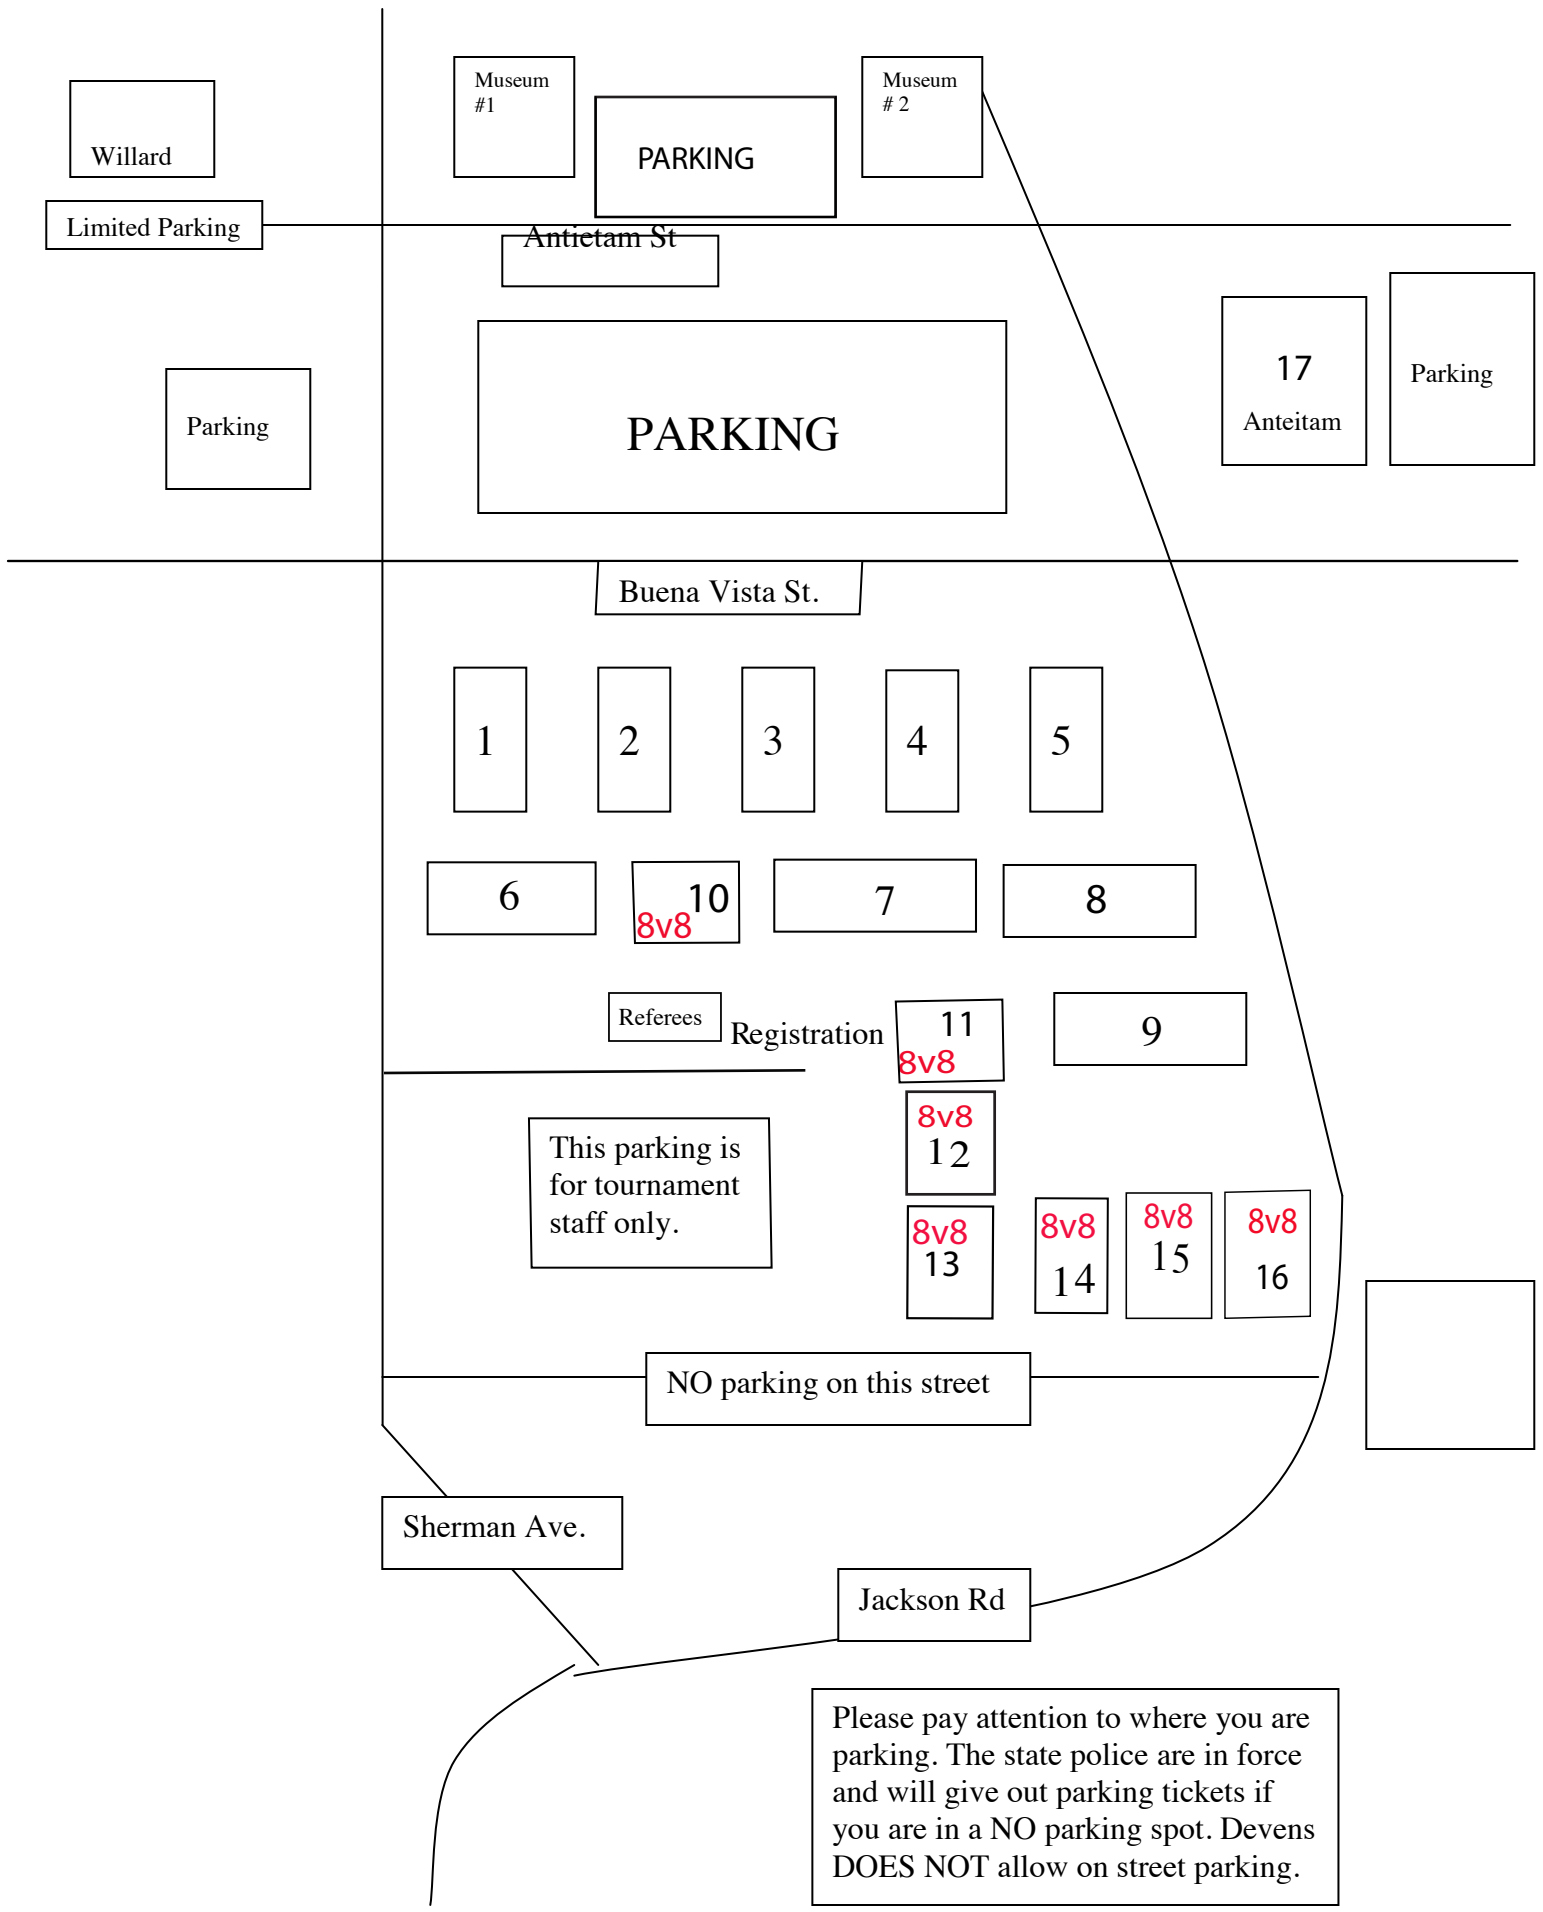 Museum
#1
Museum
# 2
Willard
PARKING
Limited Parking
Antietam St
17
Anteitam
Parking
Parking
PARKING
Buena Vista St.
1
2
3
4
5
6
10
8v8
7
8
Referees
Registration
11
8v8
9
8v8
12
This parking is
for tournament
staff only.
8v8
13
8v8
14
8v8
15
8v8
16
NO parking on this street
Sherman Ave.
Jackson Rd
Please pay attention to where you are
parking. The state police are in force
and will give out parking tickets if
you are in a NO parking spot. Devens
DOES NOT allow on street parking.